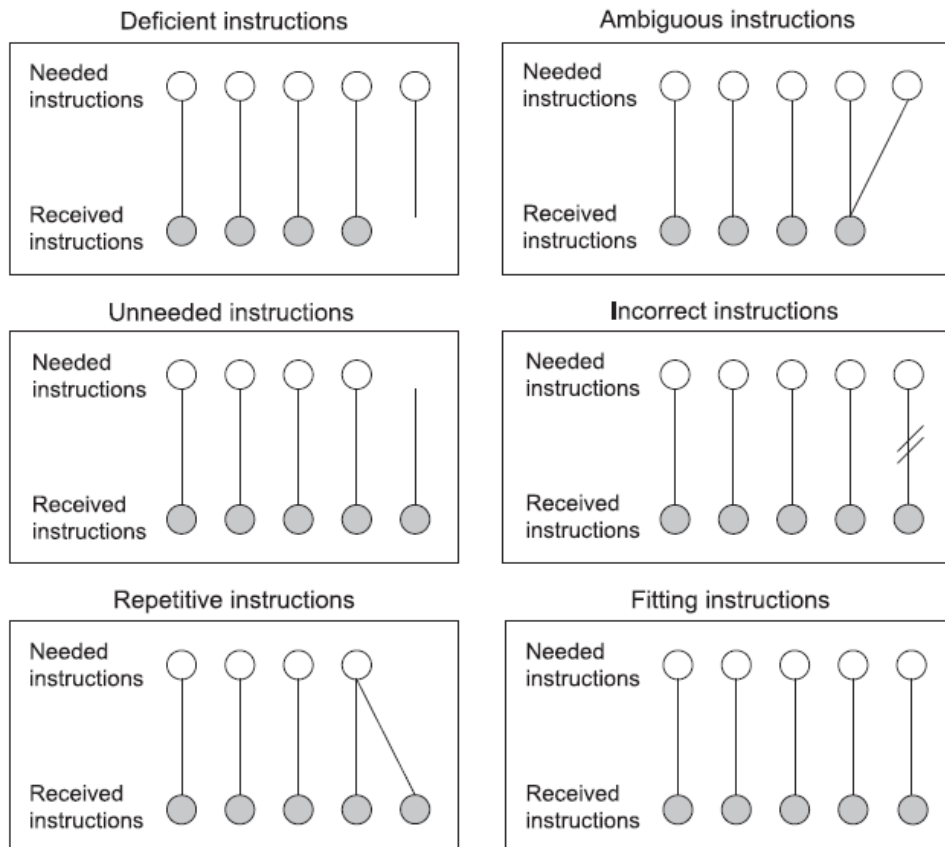 Deficient instructions
Needed
instructions
Received
instructions
Ambiguous instructions
Needed
instructions
Received
instructions
Unneeded instructions
Needed
instructions
Received
instructions
Incorrect instructions
Needed
instructions
Received
instructions
Repetitive instructions
Needed
instructions
Received
instructions
Fitting instructions
Needed
instructions
Received
instructions